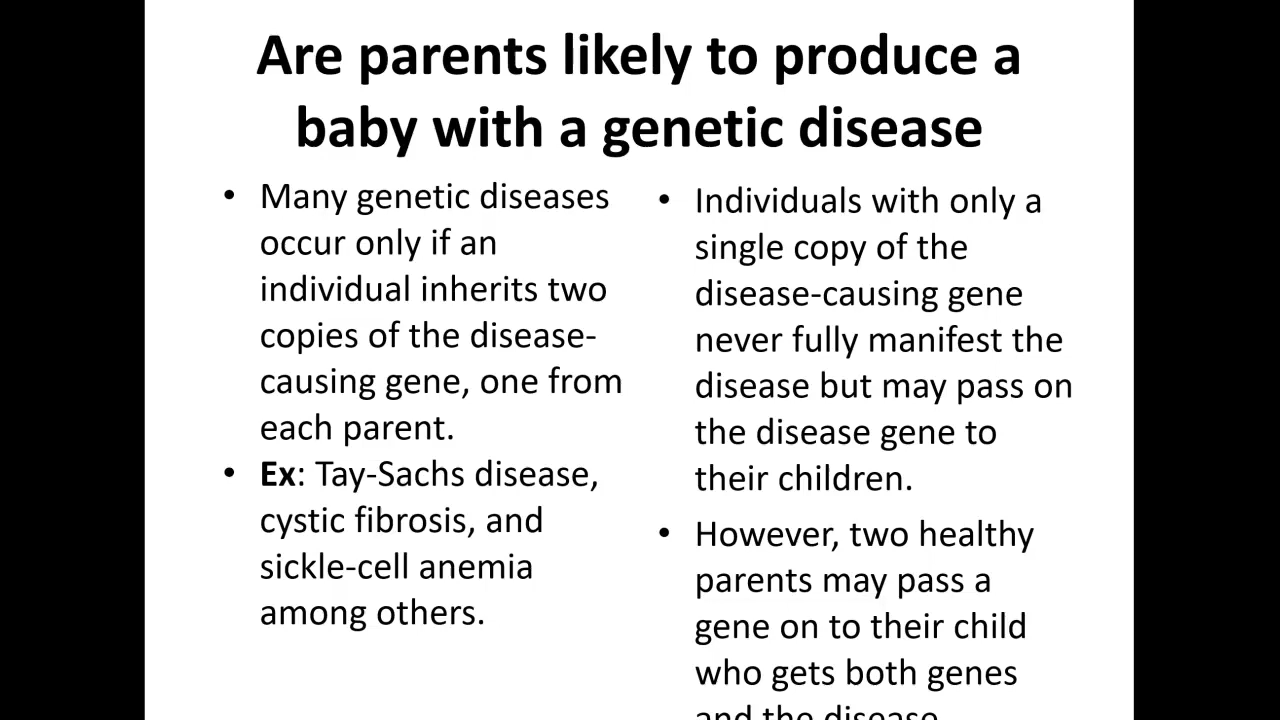 Are parents likely to produce a
baby with a genetic disease
• Many genetic diseases
occur only if an
individual inherits two
copies of the disease-
causing gene, one from
each parent.
• Ex: Tay-Sachs disease,
cystic fibrosis, and
sickle-cell anemia
among others.
• Individuals with only a
single copy of the
disease-causing gene
never fully manifest the
disease but may pass on
the disease gene to
their children.
• However, two healthy
parents may pass a
gene on to their child
who gets both genes
and the disease